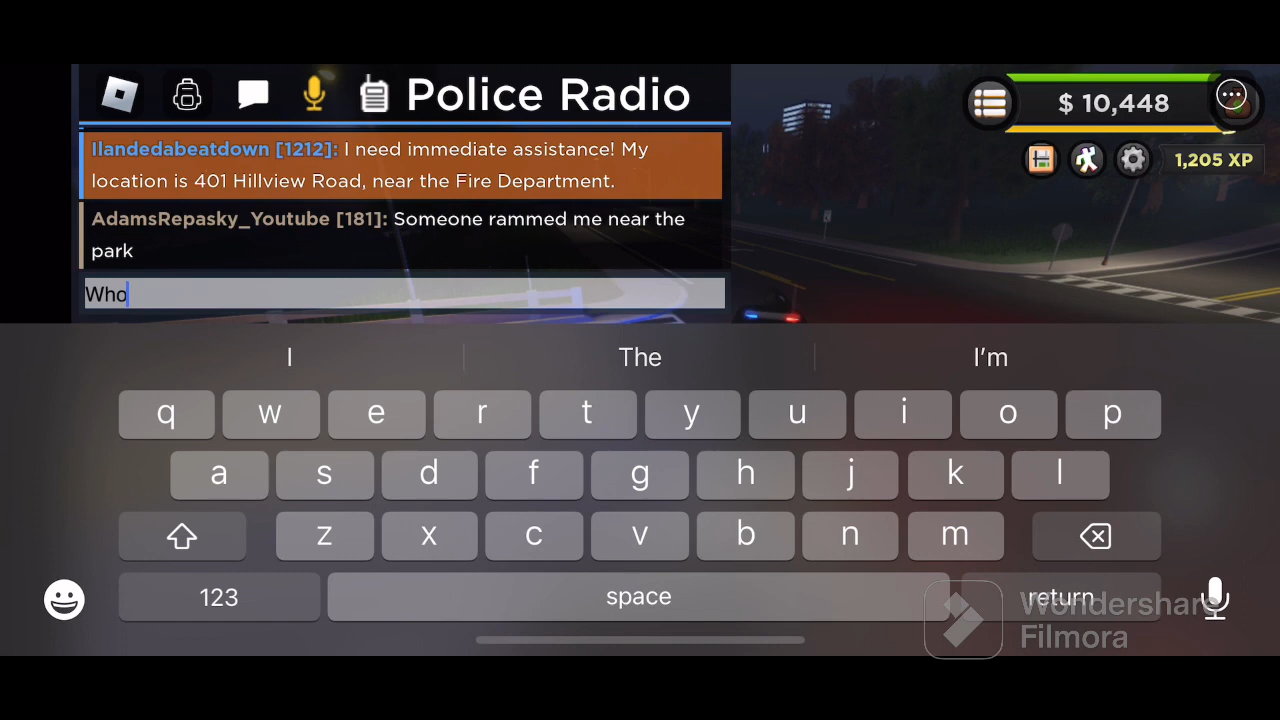 Police Radio
$ 10,448
1,205 XP
Ilandedabeatdown [1212]: I need immediate assistance! My
location is 401 Hillview Road, near the Fire Department.
AdamsRepasky_Youtube [181]: Someone rammed me near the
park
Who
I The I'm
q w e r t y u i o p
a s d f g h j k l
z x c v b n m
123 space return
Wondershare
Filmora